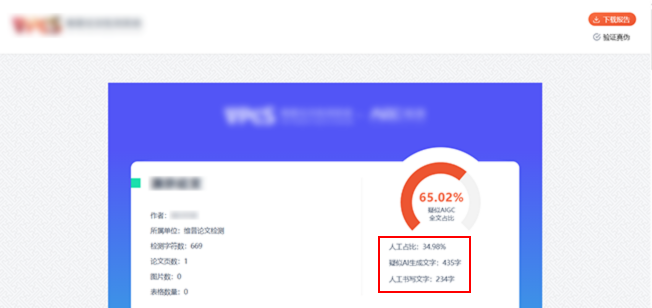 下载报告
验证真伪
65.02%
疑似AIGC
全文占比
作者：
所属单位：维普论文检测
检测字符数：669
论文页数：1
图片数：0
表格数量：0
人工占比：34.98%
疑似AI生成文字：435字
人工书写文字：234字